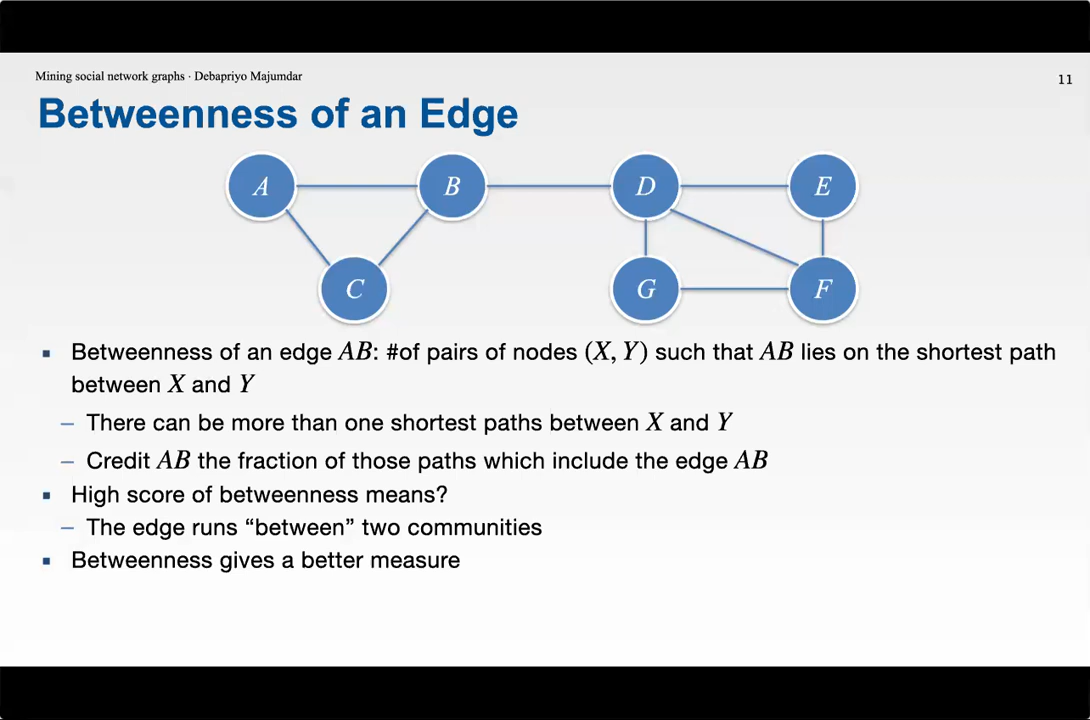 Mining social network graphs · Debapriyo Majumdar
11
Betweenness of an Edge
A B D E
C G F
▪ Betweenness of an edge AB: #of pairs of nodes (X, Y) such that AB lies on the shortest path
between X and Y
– There can be more than one shortest paths between X and Y
– Credit AB the fraction of those paths which include the edge AB
▪ High score of betweenness means?
– The edge runs “between” two communities
▪ Betweenness gives a better measure